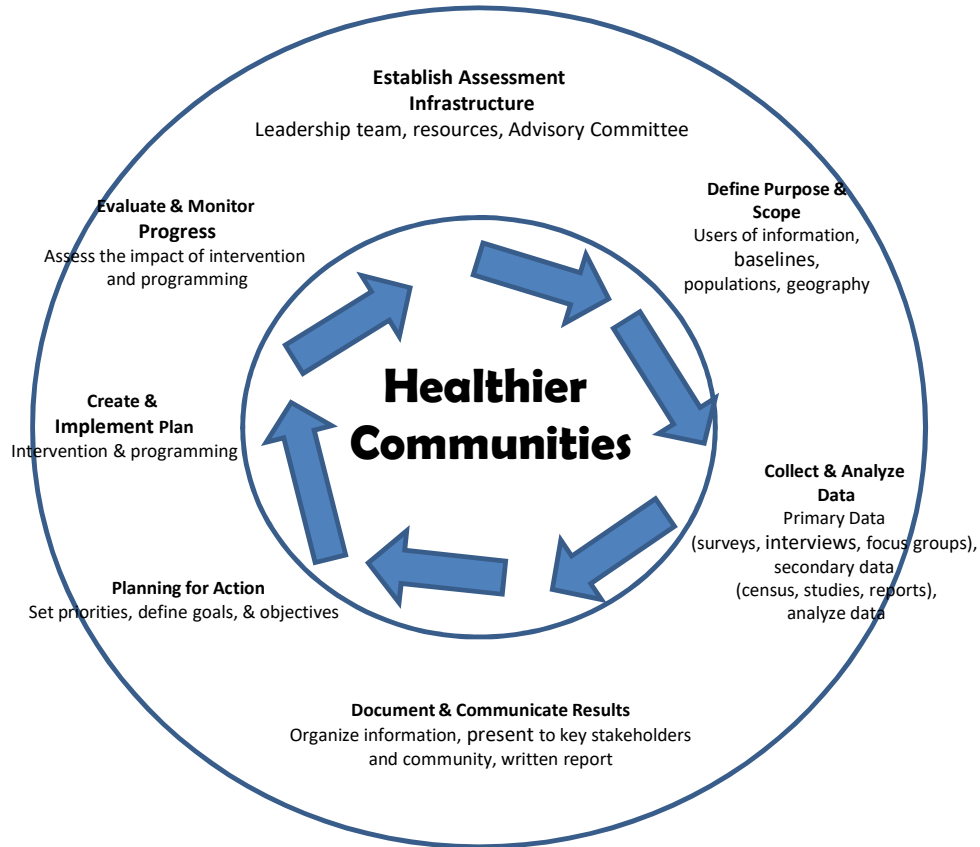 Establish Assessment
Infrastructure
Leadership team, resources, Advisory Committee
Define Purpose &
Scope
Users of information,
baselines,
populations, geography
Collect & Analyze
Data
Primary Data
(surveys, interviews, focus groups),
secondary data
(census, studies, reports),
analyze data
Document & Communicate Results
Organize information, present to key stakeholders
and community, written report
Planning for Action
Set priorities, define goals, & objectives
Create &
Implement Plan
Intervention & programming
Evaluate & Monitor
Progress
Assess the impact of intervention
and programming
Healthier
Communities